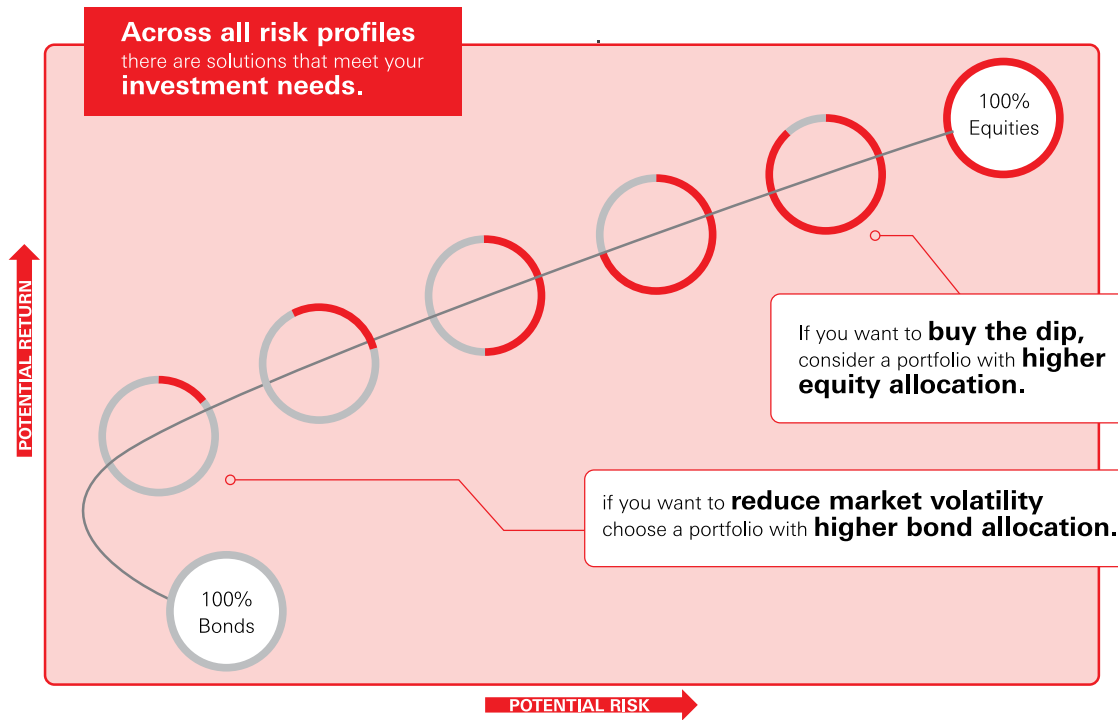 Across all risk profiles
there are solutions that meet your
investment needs.
100%
Equities
POTENTIAL RETURN
If you want to buy the dip,
consider a portfolio with higher
equity allocation.
if you want to reduce market volatility
choose a portfolio with higher bond allocation.
100%
Bonds
POTENTIAL RISK